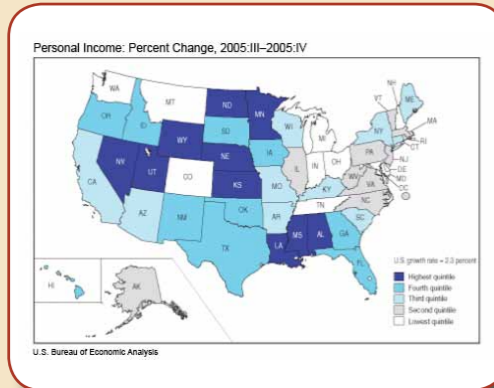 Personal Income: Percent Change, 2005:III–2005:IV
WA
MT
ND
MN
OR
ID
WY
SD
WI
MI
NY
VT
NH
ME
MA
RI
CT
NJ
DE
MD
DC
PA
NV
UT
CO
NE
IA
IL
IN
OH
WV
VA
CA
KS
MO
KY
NC
TN
AZ
NM
OK
AR
SC
TX
LA
MS
AL
GA
FL
HI
AK
U.S. growth rate = 2.3 percent
Highest quintile
Fourth quintile
Third quintile
Second quintile
Lowest quintile
U.S. Bureau of Economic Analysis